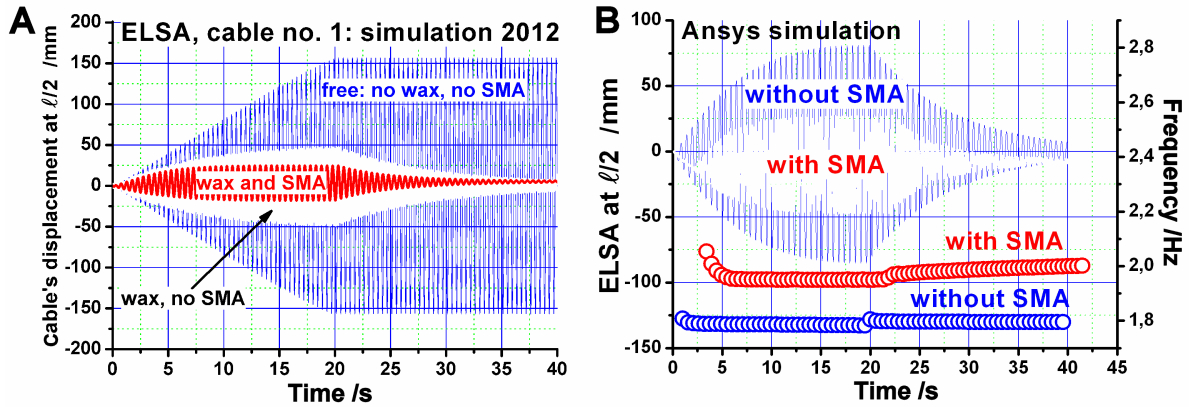 A
ELSA, cable no. 1: simulation 2012
Cable's displacement at ℓ/2 /mm
200
150
100
50
0
-50
-100
-150
-200
free: no wax, no SMA
wax and SMA
wax, no SMA
0 5 10 15 20 25 30 35 40
Time /s
B
Ansys simulation
ELSA at ℓ/2 /mm
100
50
0
-50
-100
-150
without SMA
with SMA
with SMA
without SMA
2,8
2,6
2,4
2,2
2,0
1,8
Frequency /Hz
0 5 10 15 20 25 30 35 40 45
Time /s